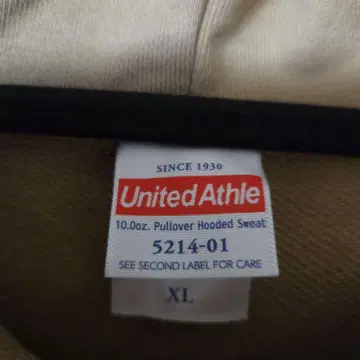 SINCE 1930
United Athle
10.0oz. Pullover Hooded Sweat
5214-01
SEE SECOND LABEL FOR CARE
XL